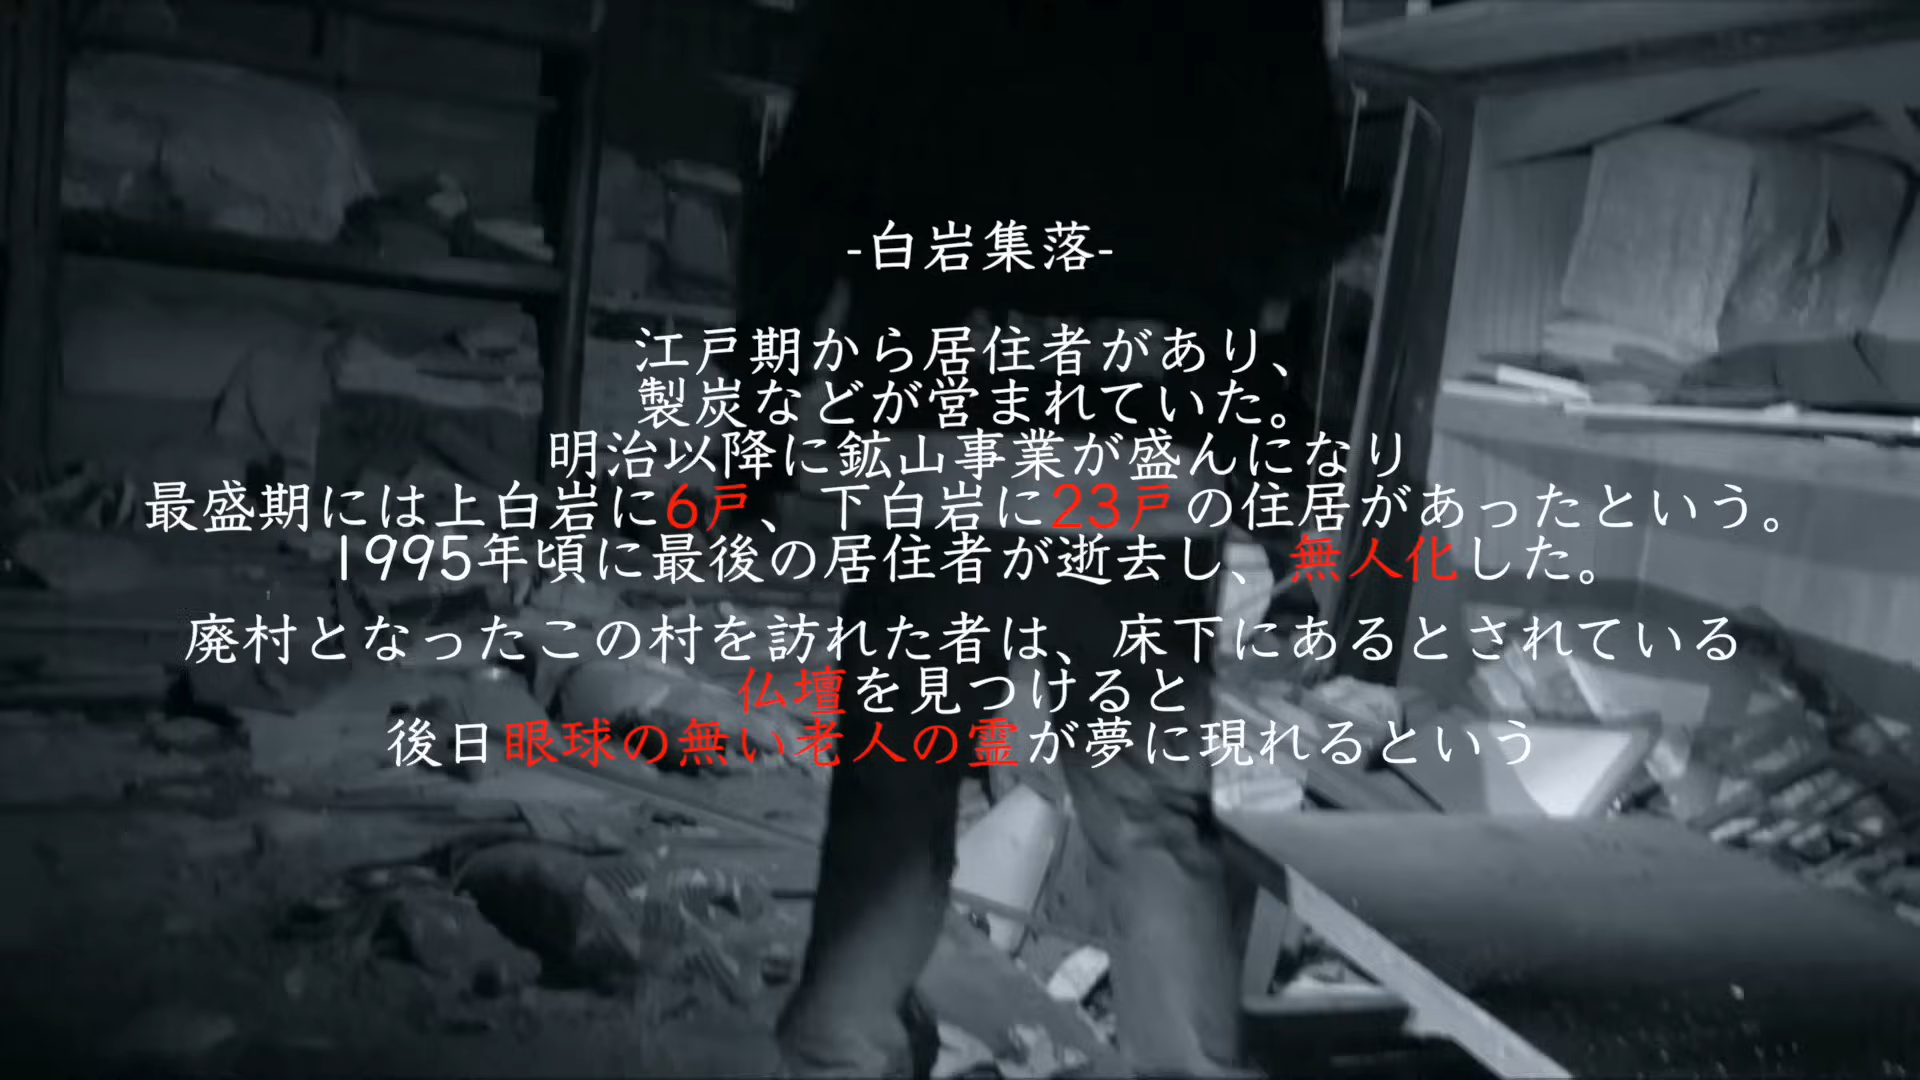 -白岩集落-
江戸期から居住者があり、
製炭などが営まれていた。
明治以降に鉱山事業が盛んになり
最盛期には上白岩に6戸、下白岩に23戸の住居があったという。
1995年頃に最後の居住者が逝去し、無人化した。
廃村となったこの村を訪れた者は、床下にあるとされている
仏壇を見つけると
後日眼球の無い老人の霊が夢に現れるという